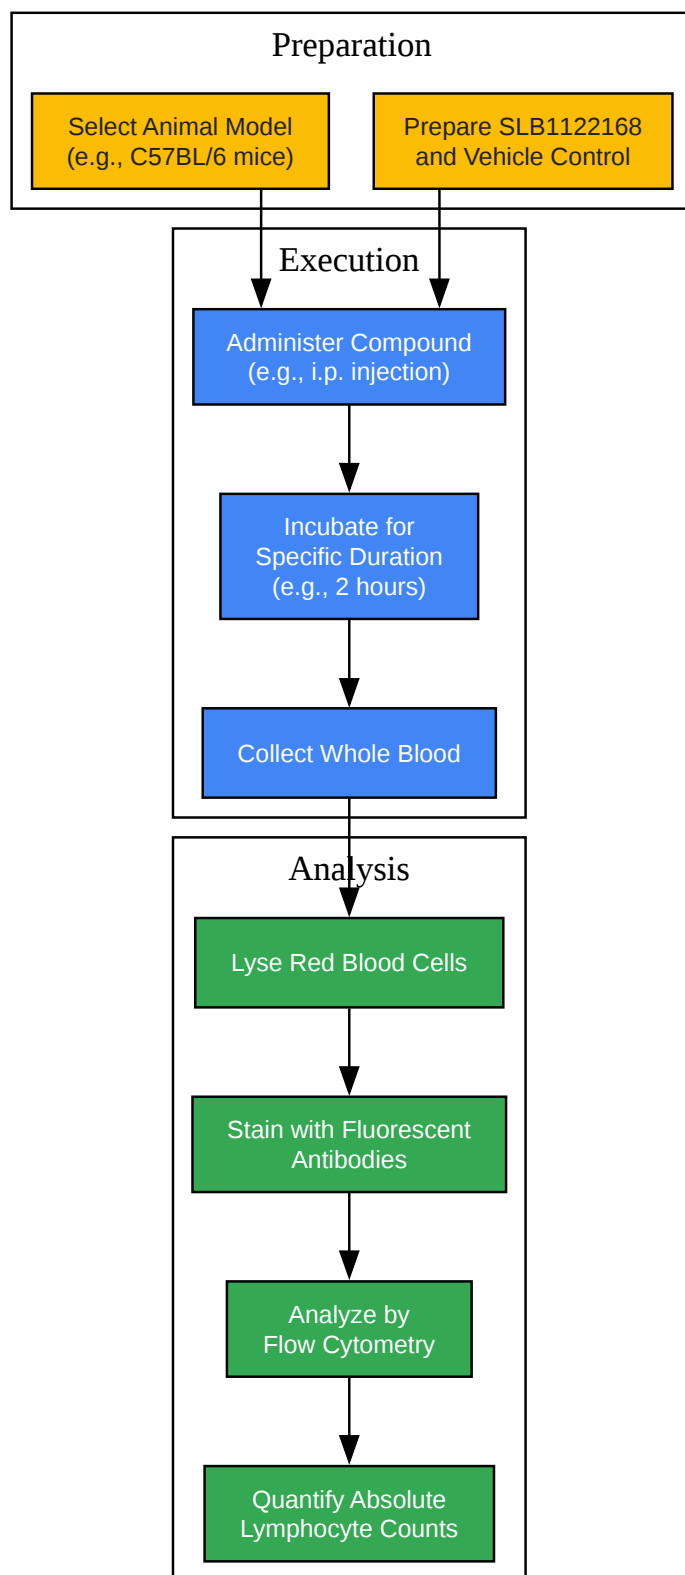 Preparation
Select Animal Model
(e.g., C57BL/6 mice)
Prepare SLB1122168
and Vehicle Control
Execution
Administer Compound
(e.g., i.p. injection)
Incubate for
Specific Duration
(e.g., 2 hours)
Collect Whole Blood
Analysis
Lyse Red Blood Cells
Stain with Fluorescent
Antibodies
Analyze by
Flow Cytometry
Quantify Absolute
Lymphocyte Counts